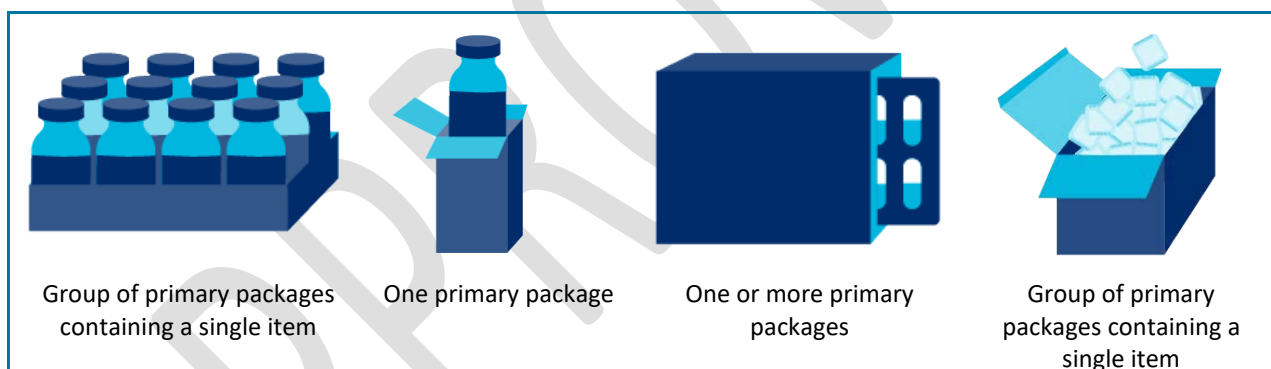 Group of primary packages
containing a single item
One primary package
One or more primary
packages
Group of primary
packages containing a
single item